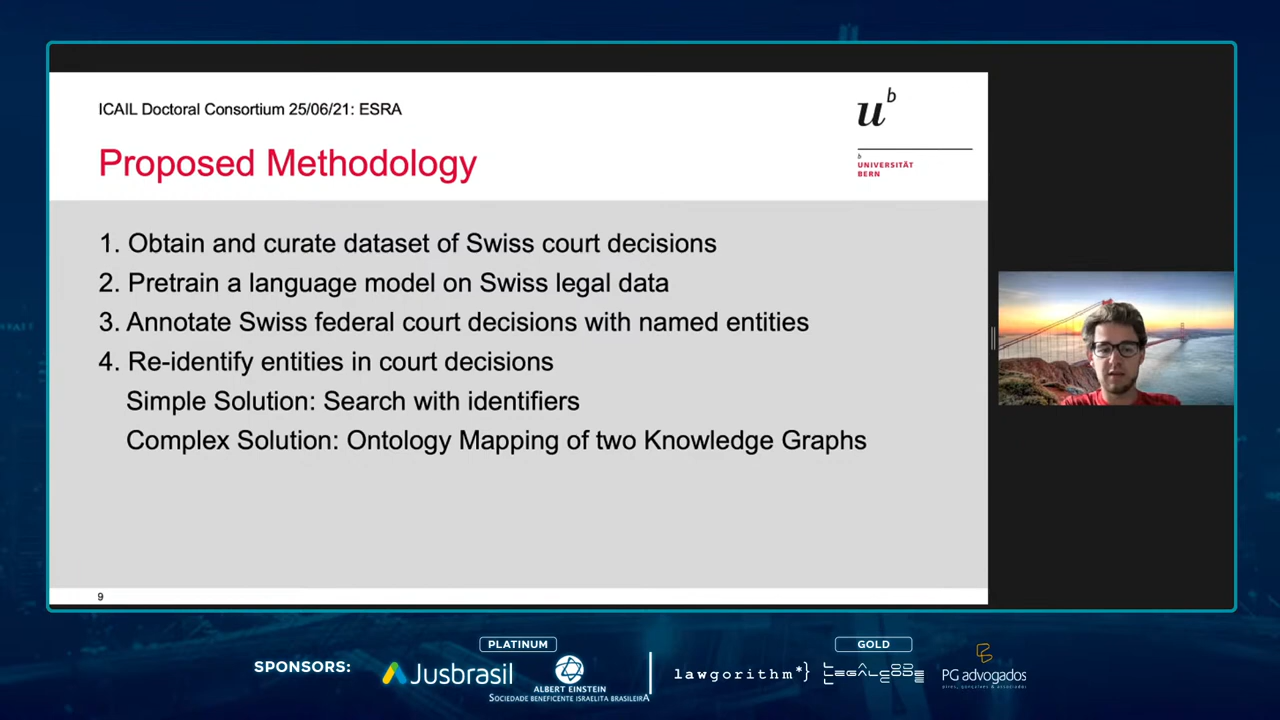 ICAIL Doctoral Consortium 25/06/21: ESRA
u b
b
UNIVERSITÄT
BERN
Proposed Methodology
1. Obtain and curate dataset of Swiss court decisions
2. Pretrain a language model on Swiss legal data
3. Annotate Swiss federal court decisions with named entities
4. Re-identify entities in court decisions
Simple Solution: Search with identifiers
Complex Solution: Ontology Mapping of two Knowledge Graphs
9
PLATINUM
GOLD
SPONSORS:
Jusbrasil
ALBERT EINSTEIN
SOCIEDADE BENEFICENTE ISRAELITA BRASILEIRA
lawgorithm*}
LEGALCODE
PG advogados